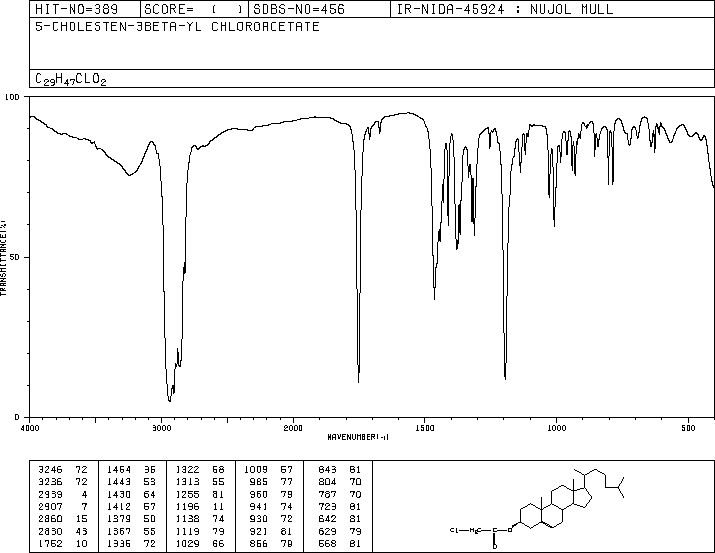 HIT-NO=389 SCORE= ( ) SDBS-NO=456 IR-NIDA-45924 : NUJOL MULL
5-CHOLESTEN-3BETA-YL CHLOROACETATE
C29H47CLO2
100
50
0
TRANSMITTANCE(%)
4000 3000 2000 1500 1000 500
WAVENUMBER(-1)
3246 72 1464 36 1322 68 1009 57 843 81
3236 72 1443 53 1313 55 985 77 804 70
2939 4 1430 64 1255 81 960 79 787 70
2907 7 1412 57 1196 11 941 74 723 81
2860 15 1379 50 1138 74 930 72 642 81
2830 43 1367 55 1119 79 921 81 629 79
1762 10 1336 72 1029 66 866 79 568 81
Cl H2C C O
O